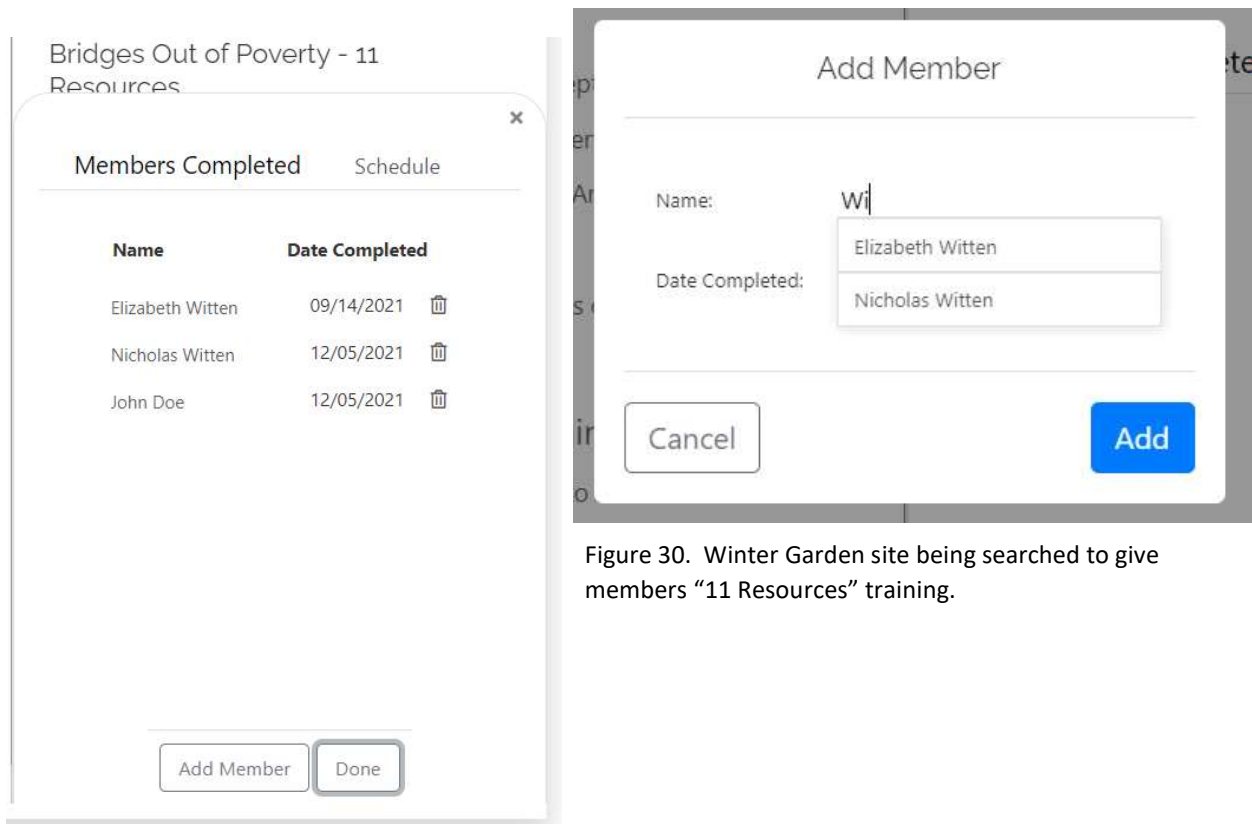 Bridges Out of Poverty - 11
Resources
×
Members Completed Schedule
Name Date Completed
Elizabeth Witten 09/14/2021
Nicholas Witten 12/05/2021
John Doe 12/05/2021
Add Member Done
Add Member
Name: Wi
Elizabeth Witten
Date Completed:
Nicholas Witten
Cancel Add
Figure 30. Winter Garden site being searched to give
members “11 Resources” training.